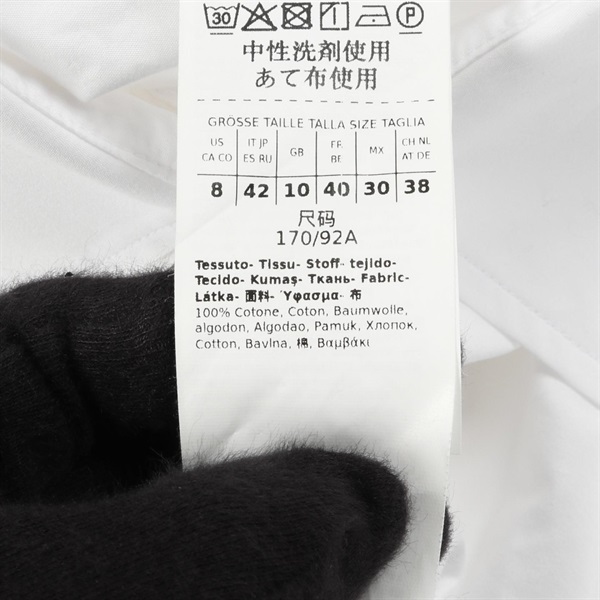 30 P
中性洗剤使用
あて布使用
GRÖSSE TAILLE TALLA SIZE TAGLIA
US CA CO IT JP ES RU GB FR BE MX CH NL AT DE
8 42 10 40 30 38
尺码
170/92A
Tessuto- Tissu- Stoff- tejido-
Tecido- Kumaş- Ткань- Fabric-
Látka- 面料- Ύφασμα- 布
100% Cotone, Coton, Baumwolle,
algodon, Algodao, Pamuk, Хлопок,
Cotton, Bavlna, 棉, Βαμβάκι